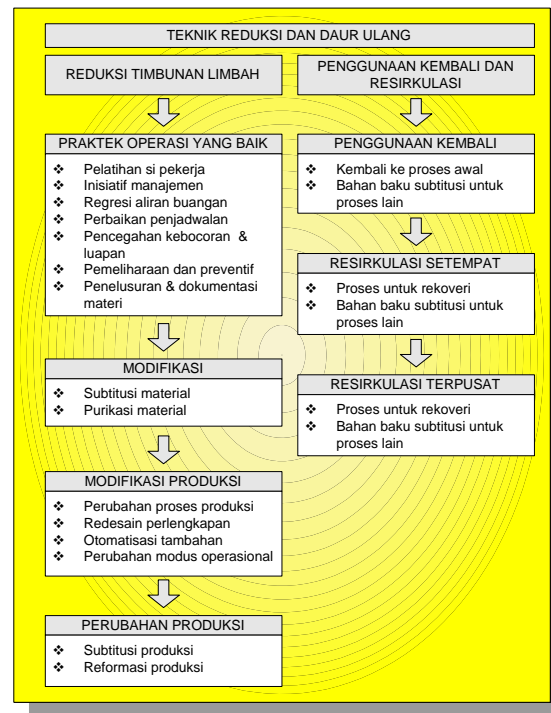 TEKNIK REDUKSI DAN DAUR ULANG
REDUKSI TIMBUNAN LIMBAH
PRAKTEK OPERASI YANG BAIK
❖ Pelatihan si pekerja
❖ Inisiatif manajemen
❖ Regresi aliran buangan
❖ Perbaikan penjadwalan
❖ Pencegahan kebocoran &
luapan
❖ Pemeliharaan dan preventif
❖ Penelusuran & dokumentasi
materi
MODIFIKASI
❖ Subtitusi material
❖ Purikasi material
MODIFIKASI PRODUKSI
❖ Perubahan proses produksi
❖ Redesain perlengkapan
❖ Otomatisasi tambahan
❖ Perubahan modus operasional
PERUBAHAN PRODUKSI
❖ Subtitusi produksi
❖ Reformasi produksi
PENGGUNAAN KEMBALI DAN
RESIRKULASI
PENGGUNAAN KEMBALI
❖ Kembali ke proses awal
❖ Bahan baku subtitusi untuk
proses lain
RESIRKULASI SETEMPAT
❖ Proses untuk rekoveri
❖ Bahan baku subtitusi untuk
proses lain
RESIRKULASI TERPUSAT
❖ Proses untuk rekoveri
❖ Bahan baku subtitusi untuk
proses lain